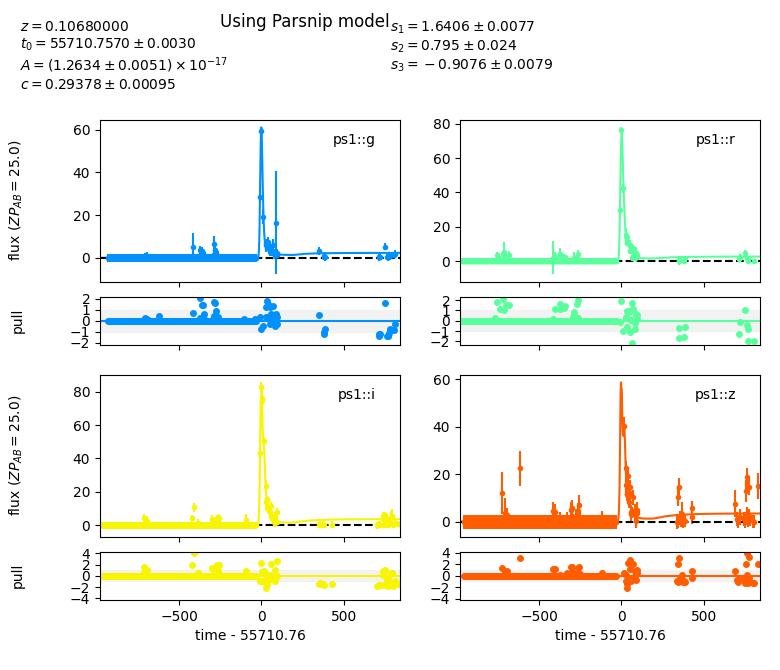 Using Parsnip model
z = 0.10680000
t₀ = 55710.7570 ± 0.0030
A = (1.2634 ± 0.0051) × 10⁻¹⁷
c = 0.29378 ± 0.00095
s₁ = 1.6406 ± 0.0077
s₂ = 0.795 ± 0.024
s₃ = −0.9076 ± 0.0079
flux (ZP_AB = 25.0)
60
40
20
0
ps1::g
80
60
40
20
0
ps1::r
pull
2
1
0
−1
−2
2
1
0
−1
−2
flux (ZP_AB = 25.0)
80
60
40
20
0
ps1::i
60
40
20
0
ps1::z
pull
4
2
0
−2
−4
4
2
0
−2
−4
−500 0 500
time - 55710.76
−500 0 500
time - 55710.76